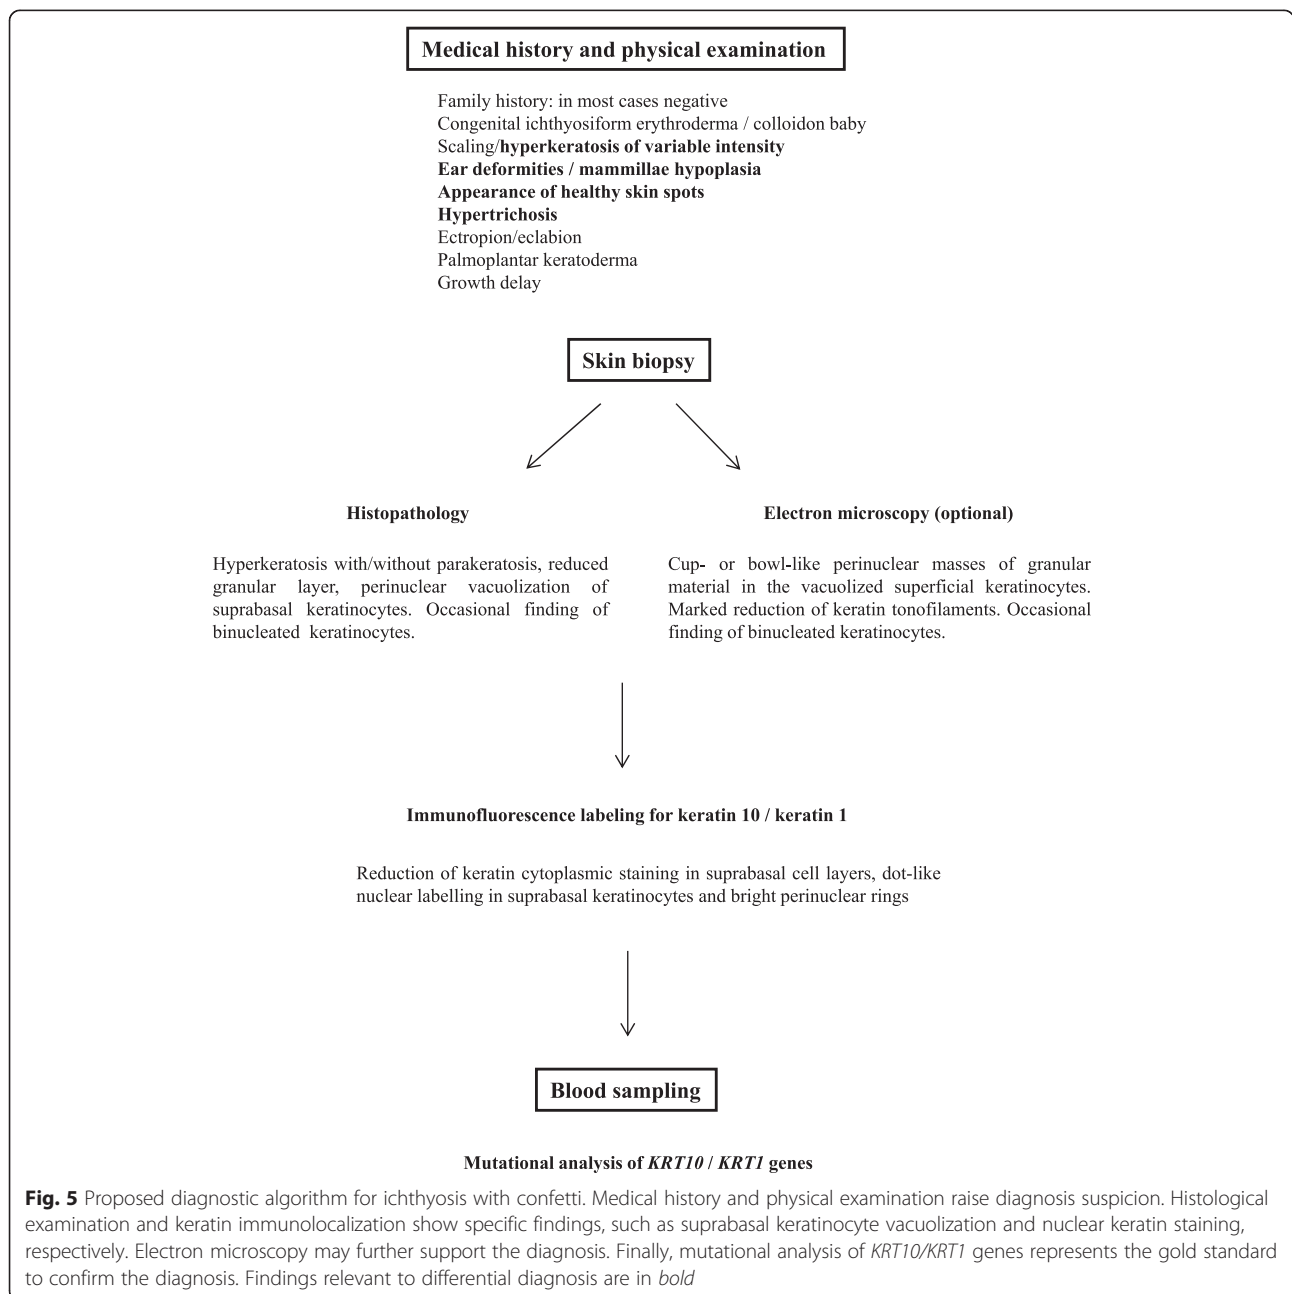 Medical history and physical examination
Family history: in most cases negative
Congenital ichthyosiform erythroderma / colloidon baby
Scaling/hyperkeratosis of variable intensity
Ear deformities / mammillae hypoplasia
Appearance of healthy skin spots
Hypertrichosis
Ectropion/eclabion
Palmoplantar keratoderma
Growth delay
Skin biopsy
Histopathology
Hyperkeratosis with/without parakeratosis, reduced
granular layer, perinuclear vacuolization of
suprabasal keratinocytes. Occasional finding of
binucleated keratinocytes.
Electron microscopy (optional)
Cup- or bowl-like perinuclear masses of granular
material in the vacuolized superficial keratinocytes.
Marked reduction of keratin tonofilaments. Occasional
finding of binucleated keratinocytes.
Immunofluorescence labeling for keratin 10 / keratin 1
Reduction of keratin cytoplasmic staining in suprabasal cell layers, dot-like
nuclear labelling in suprabasal keratinocytes and bright perinuclear rings
Blood sampling
Mutational analysis of KRT10 / KRT1 genes
Fig. 5 Proposed diagnostic algorithm for ichthyosis with confetti. Medical history and physical examination raise diagnosis suspicion. Histological
examination and keratin immunolocalization show specific findings, such as suprabasal keratinocyte vacuolization and nuclear keratin staining,
respectively. Electron microscopy may further support the diagnosis. Finally, mutational analysis of KRT10/KRT1 genes represents the gold standard
to confirm the diagnosis. Findings relevant to differential diagnosis are in bold